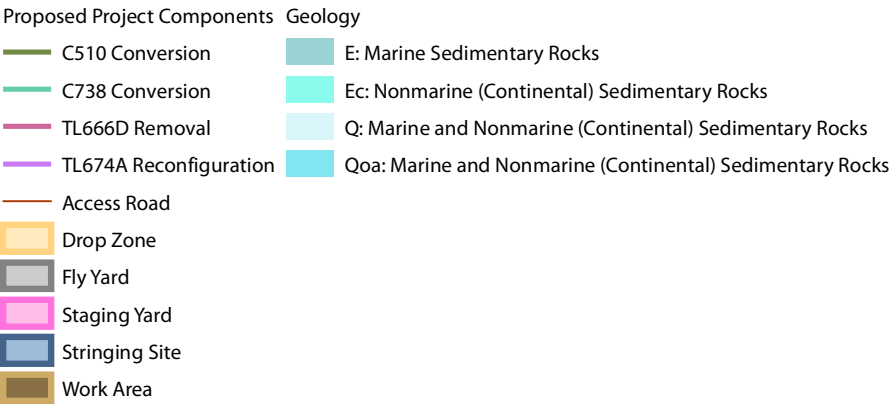 Proposed Project Components
C510 Conversion
C738 Conversion
TL666D Removal
TL674A Reconfiguration
Access Road
Drop Zone
Fly Yard
Staging Yard
Stringing Site
Work Area
Geology
E: Marine Sedimentary Rocks
Ec: Nonmarine (Continental) Sedimentary Rocks
Q: Marine and Nonmarine (Continental) Sedimentary Rocks
Qoa: Marine and Nonmarine (Continental) Sedimentary Rocks